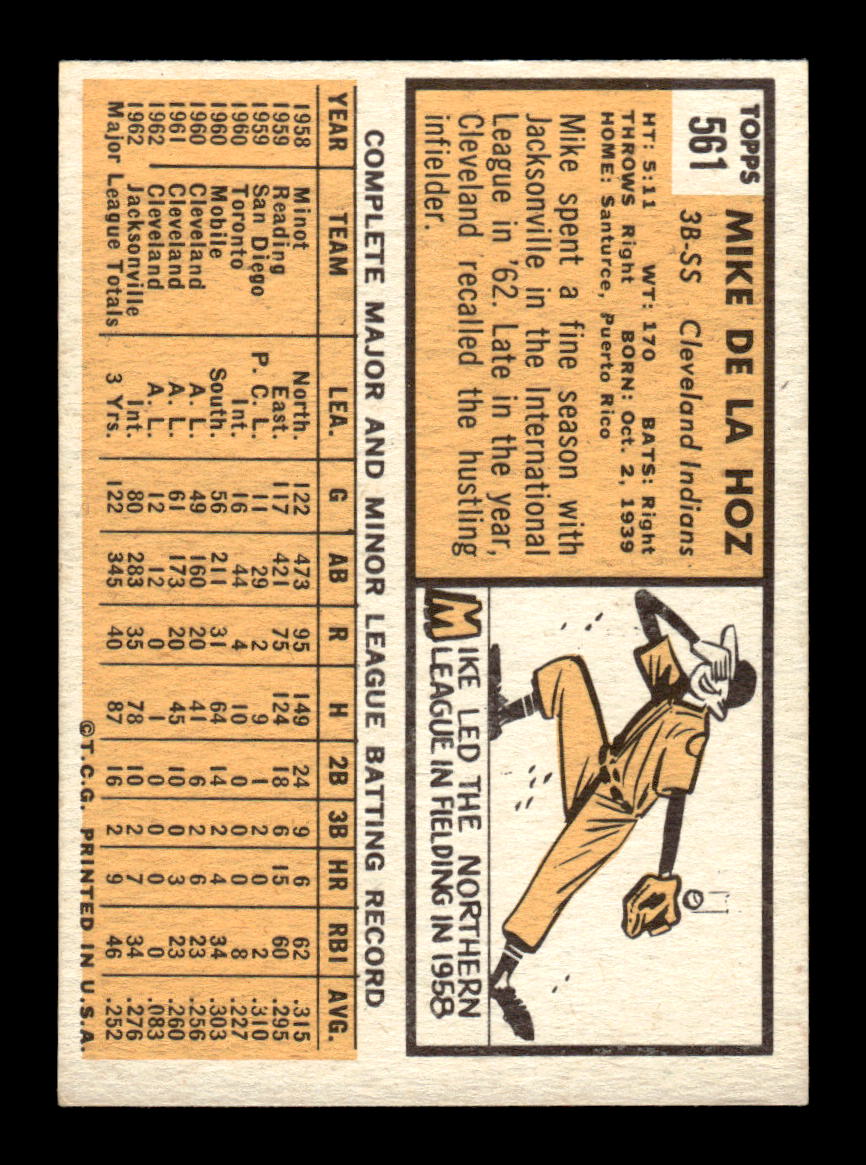 TOPPS
561
MIKE DE LA HOZ
3B-SS Cleveland Indians
HT: 5:11 WT: 170 BATS: Right
THROWS Right BORN: Oct. 2, 1939
HOME: Santurce, Puerto Rico
Mike spent a fine season with
Jacksonville in the International
League in '62. Late in the year,
Cleveland recalled the hustling
infielder.
MIKE LED THE NORTHERN
LEAGUE IN FIELDING IN 1958
COMPLETE MAJOR AND MINOR LEAGUE BATTING RECORD
YEAR TEAM LEA. G AB R H 2B 3B HR RBI AVG.
1958 Minot North. 122 473 95 149 24 9 6 62 .315
1959 Reading East. 117 421 75 124 18 6 15 60 .295
1959 San Diego P. C. L. 11 29 2 9 1 2 0 2 .310
1960 Toronto Int. 16 44 4 10 0 0 0 8 .227
1960 Mobile South. 56 211 31 64 14 2 4 34 .303
1960 Cleveland A. L. 49 160 20 41 6 2 6 23 .256
1961 Cleveland A. L. 61 173 20 45 10 0 3 23 .260
1962 Cleveland A. L. 12 12 0 1 0 0 0 0 .083
1962 Jacksonville Int. 80 283 35 78 10 2 7 34 .276
Major League Totals 3 Yrs. 122 345 40 87 16 2 9 46 .252
©T.C.G. PRINTED IN U.S.A.